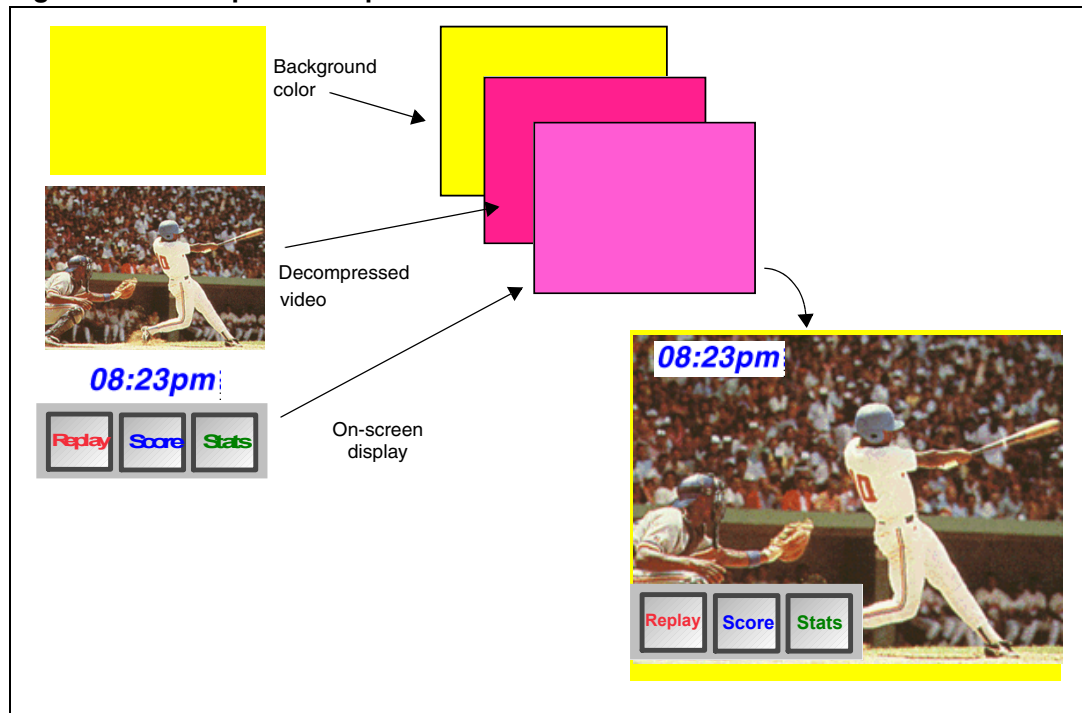 Background
color
Decompressed
video
08:23pm
Replay Score Stats
On-screen
display
08:23pm
Replay Score Stats